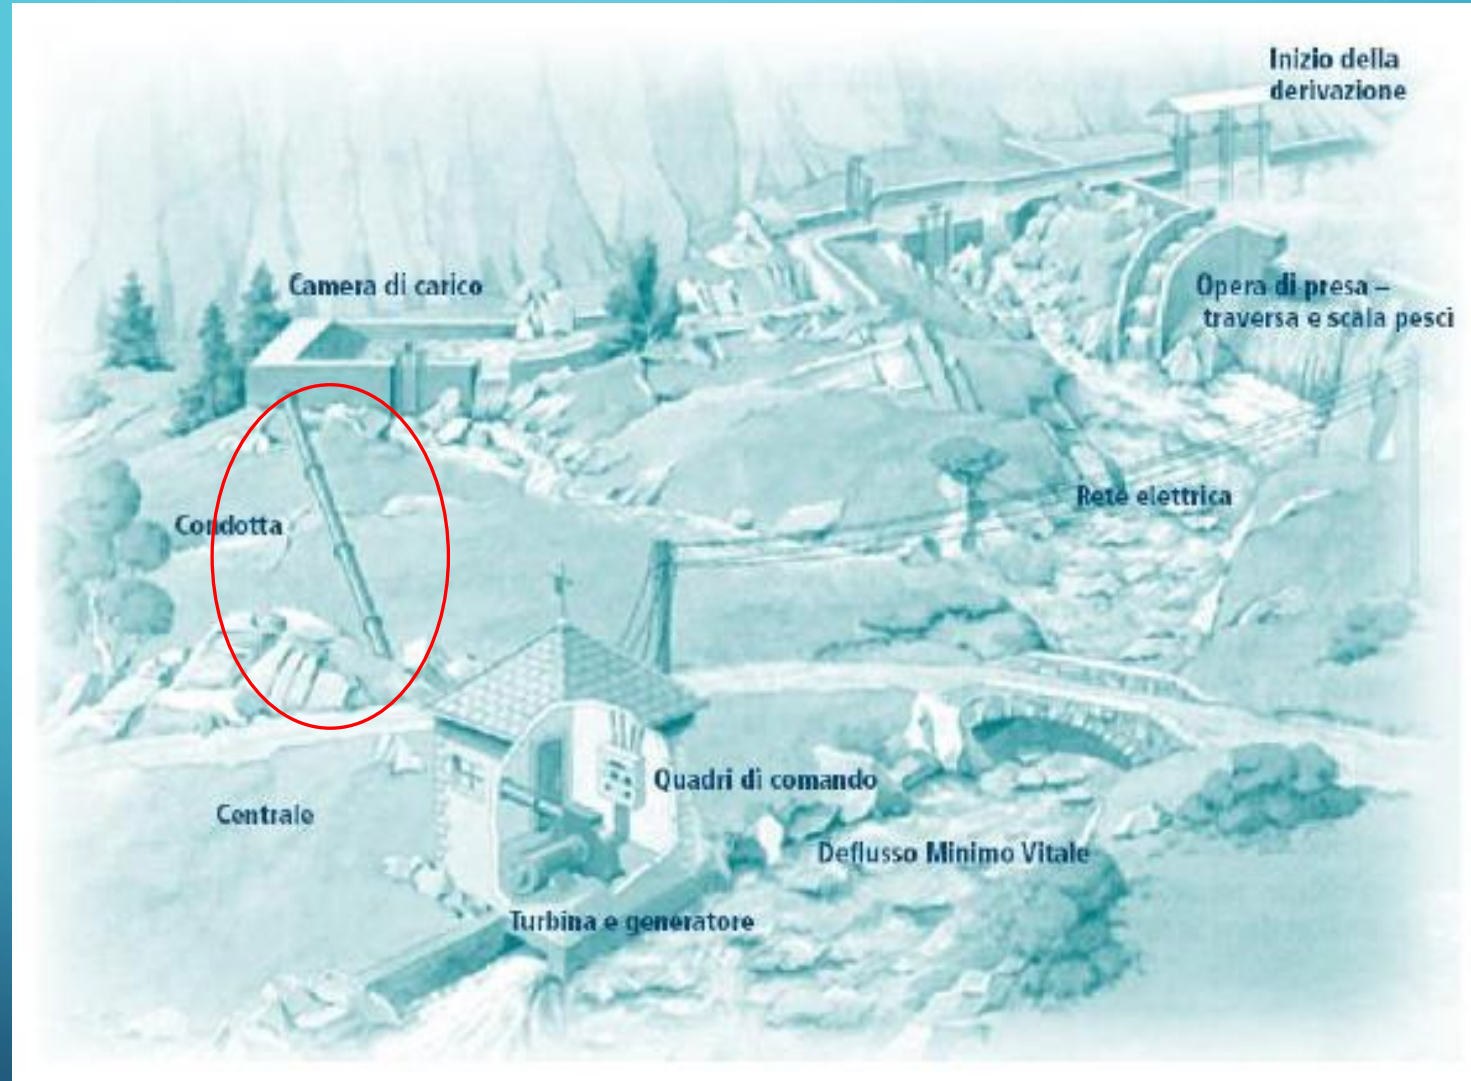 Inizio della
derivazione
Camera di carico
Opera di presa –
traversa e scala pesci
Rete elettrica
Condotta
Quadri di comando
Centrale
Deflusso Minimo Vitale
Turbina e generatore